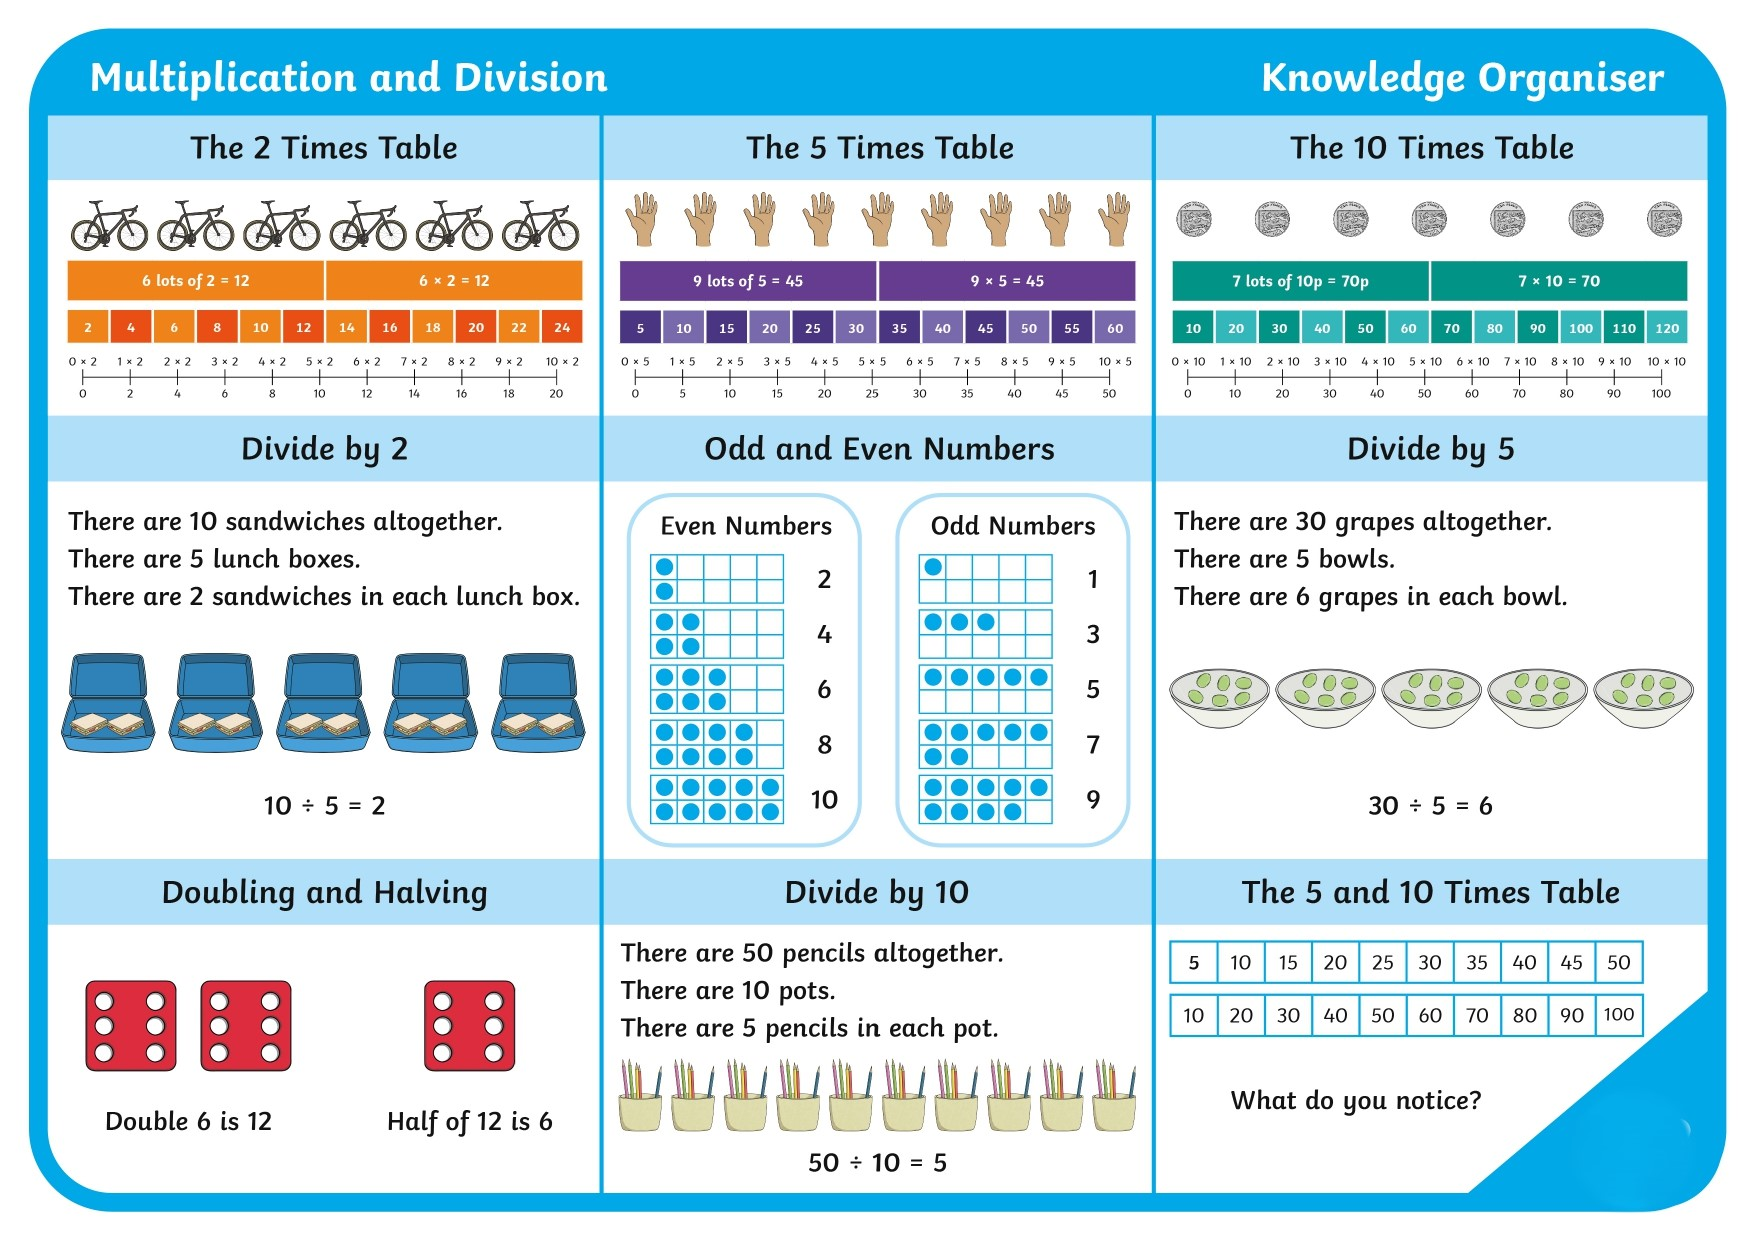 Multiplication and Division
Knowledge Organiser
The 2 Times Table
6 lots of 2 = 12
6 × 2 = 12
2 4 6 8 10 12 14 16 18 20 22 24
0 × 2 1 × 2 2 × 2 3 × 2 4 × 2 5 × 2 6 × 2 7 × 2 8 × 2 9 × 2 10 × 2
0 2 4 6 8 10 12 14 16 18 20
The 5 Times Table
9 lots of 5 = 45
9 × 5 = 45
5 10 15 20 25 30 35 40 45 50 55 60
0 × 5 1 × 5 2 × 5 3 × 5 4 × 5 5 × 5 6 × 5 7 × 5 8 × 5 9 × 5 10 × 5
0 5 10 15 20 25 30 35 40 45 50
The 10 Times Table
7 lots of 10p = 70p
7 × 10 = 70
10 20 30 40 50 60 70 80 90 100 110 120
0 × 10 1 × 10 2 × 10 3 × 10 4 × 10 5 × 10 6 × 10 7 × 10 8 × 10 9 × 10 10 × 10
0 10 20 30 40 50 60 70 80 90 100
Divide by 2
There are 10 sandwiches altogether.
There are 5 lunch boxes.
There are 2 sandwiches in each lunch box.
10 ÷ 5 = 2
Odd and Even Numbers
Even Numbers
2
4
6
8
10
Odd Numbers
1
3
5
7
9
Divide by 5
There are 30 grapes altogether.
There are 5 bowls.
There are 6 grapes in each bowl.
30 ÷ 5 = 6
Doubling and Halving
Double 6 is 12
Half of 12 is 6
Divide by 10
There are 50 pencils altogether.
There are 10 pots.
There are 5 pencils in each pot.
50 ÷ 10 = 5
The 5 and 10 Times Table
5 10 15 20 25 30 35 40 45 50
10 20 30 40 50 60 70 80 90 100
What do you notice?